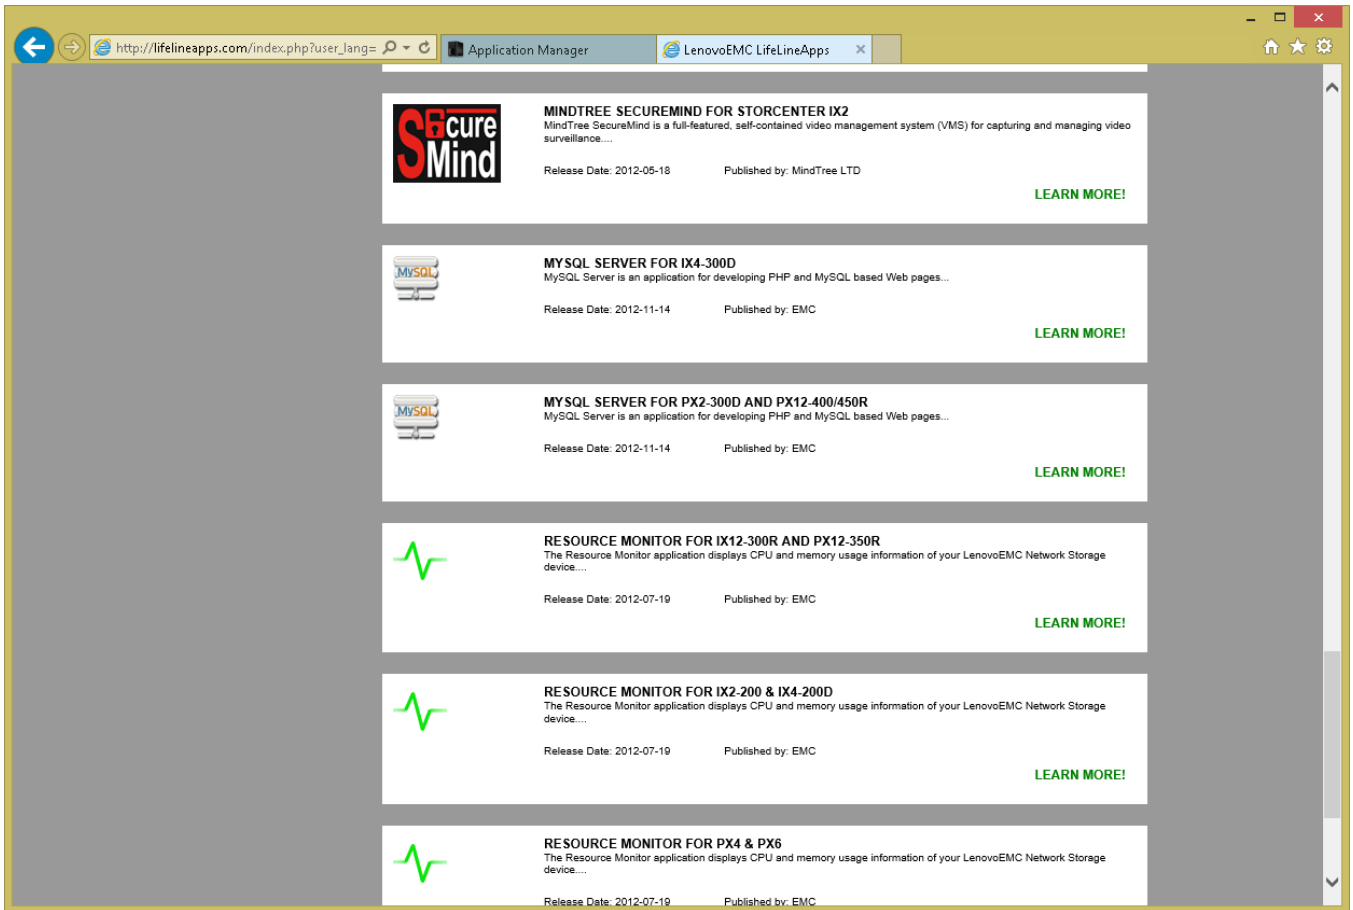 http://lifelineapps.com/index.php?user_lang=
Application Manager
LenovoEMC LifeLineApps
Secure
Mind
MINDTREE SECUREMIND FOR STORCENTER IX2
MindTree SecureMind is a full-featured, self-contained video management system (VMS) for capturing and managing video
surveillance....
Release Date: 2012-05-18 Published by: MindTree LTD
LEARN MORE!
MySQL
MYSQL SERVER FOR IX4-300D
MySQL Server is an application for developing PHP and MySQL based Web pages...
Release Date: 2012-11-14 Published by: EMC
LEARN MORE!
MySQL
MYSQL SERVER FOR PX2-300D AND PX12-400/450R
MySQL Server is an application for developing PHP and MySQL based Web pages...
Release Date: 2012-11-14 Published by: EMC
LEARN MORE!
RESOURCE MONITOR FOR IX12-300R AND PX12-350R
The Resource Monitor application displays CPU and memory usage information of your LenovoEMC Network Storage
device....
Release Date: 2012-07-19 Published by: EMC
LEARN MORE!
RESOURCE MONITOR FOR IX2-200 & IX4-200D
The Resource Monitor application displays CPU and memory usage information of your LenovoEMC Network Storage
device....
Release Date: 2012-07-19 Published by: EMC
LEARN MORE!
RESOURCE MONITOR FOR PX4 & PX6
The Resource Monitor application displays CPU and memory usage information of your LenovoEMC Network Storage
device....
Release Date: 2012-07-19 Published by: EMC